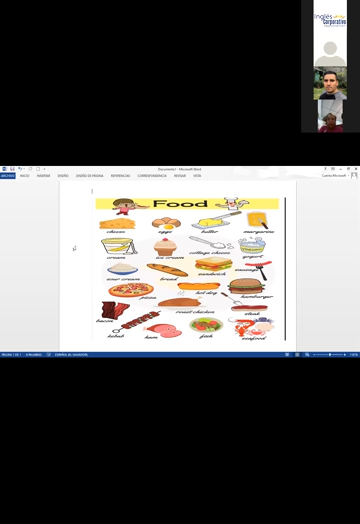 Inglés
Corporativo
Documento1 - Microsoft Word
ARCHIVO INICIO INSERTAR DISEÑO DISEÑO DE PÁGINA REFERENCIAS CORRESPONDENCIA REVISAR VISTA
Food
cheese eggs butter margarine
cream ice cream cottage cheese yogurt
sour cream bread sandwich sausage
pizza hot dog hamburger
bacon roast chicken steak
kebab ham seafood